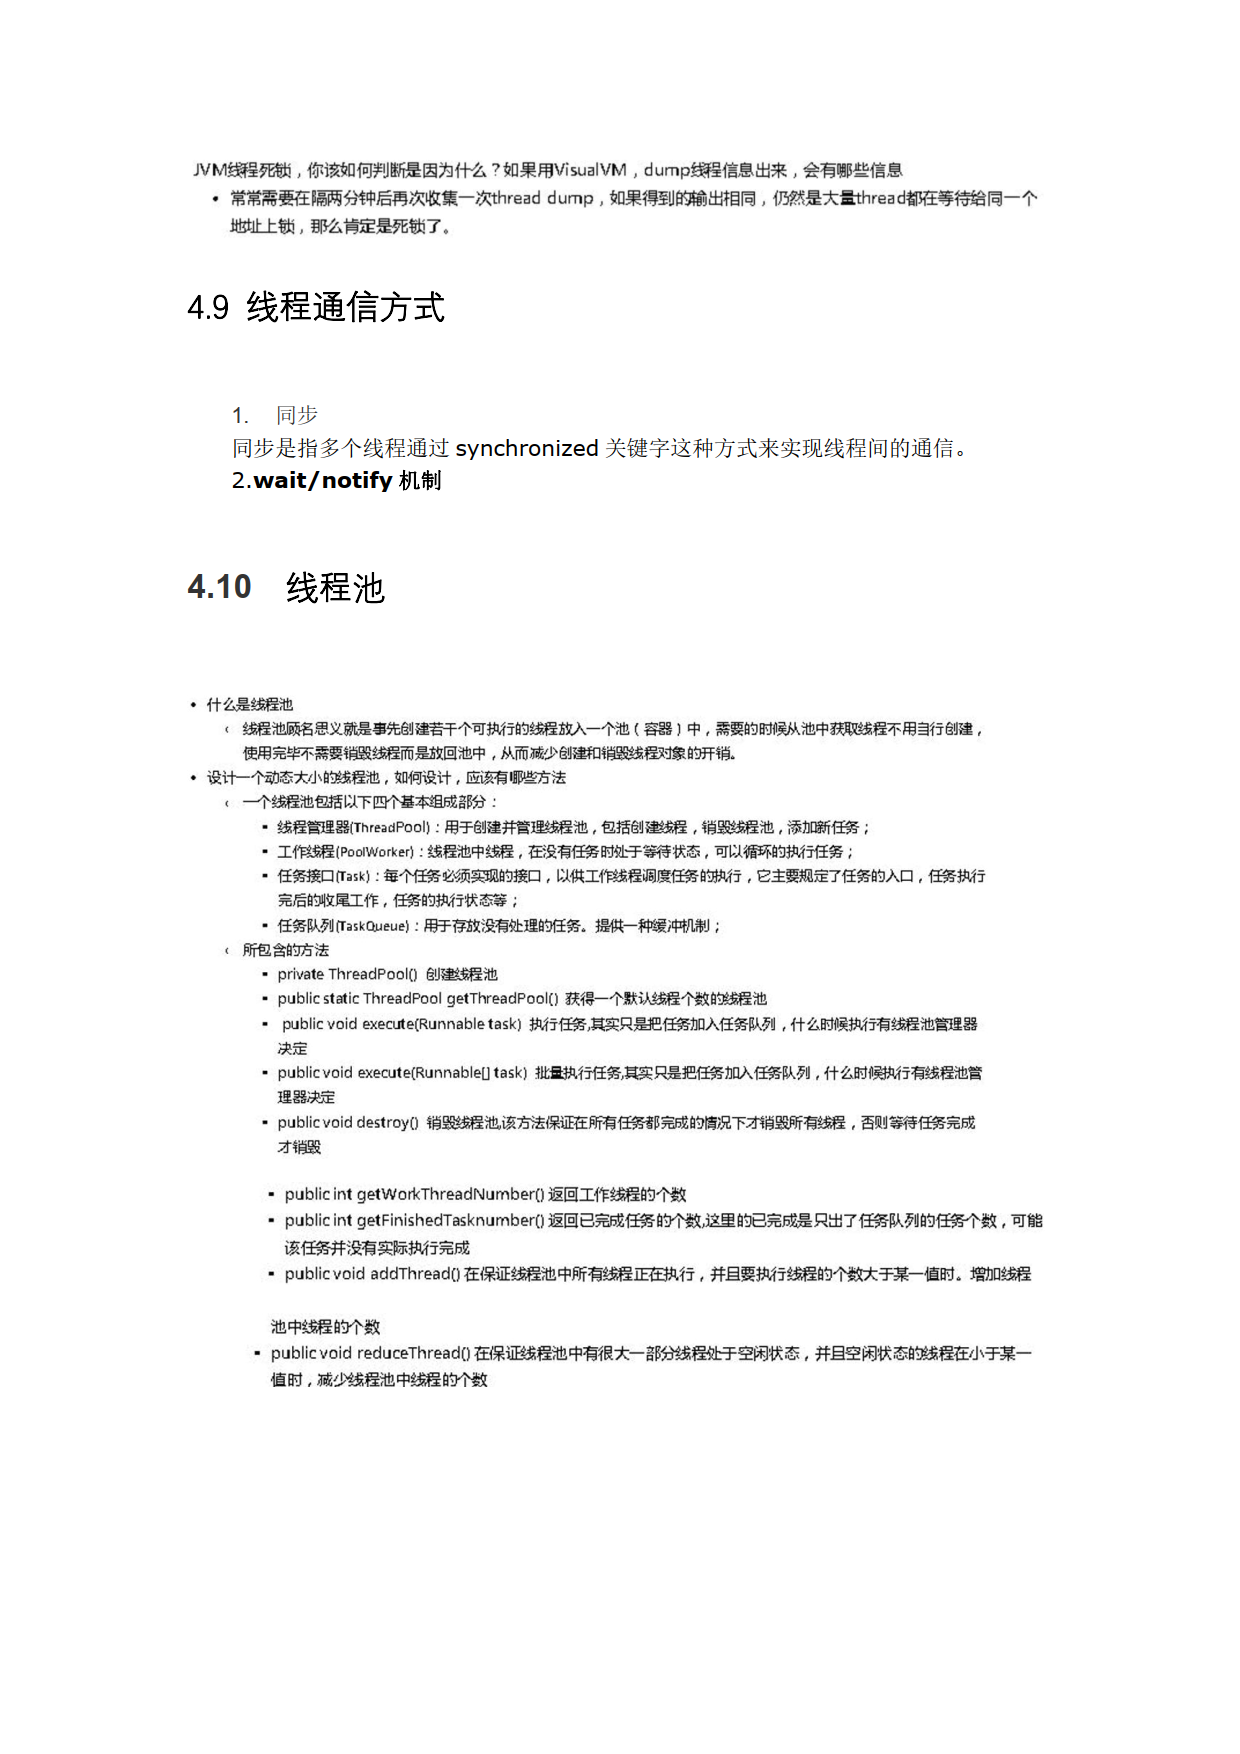 JVM线程死锁，你该如何判断是因为什么？如果用VisualVM，dump线程信息出来，会有哪些信息
• 常常需要在隔两分钟后再次收集一次thread dump，如果得到的输出相同，仍然是大量thread都在等待给同一个
地址上锁，那么肯定是死锁了。
4.9 线程通信方式
1. 同步
同步是指多个线程通过 synchronized 关键字这种方式来实现线程间的通信。
2.wait/notify 机制
4.10 线程池
• 什么是线程池
‹ 线程池顾名思义就是事先创建若干个可执行的线程放入一个池（容器）中，需要的时候从池中获取线程不用自行创建，
使用完毕不需要销毁线程而是放回池中，从而减少创建和销毁线程对象的开销。
• 设计一个动态大小的线程池，如何设计，应该有哪些方法
‹ 一个线程池包括以下四个基本组成部分：
▪ 线程管理器(ThreadPool)：用于创建并管理线程池，包括创建线程，销毁线程池，添加新任务；
▪ 工作线程(PoolWorker)：线程池中线程，在没有任务时处于等待状态，可以循环的执行任务；
▪ 任务接口(Task)：每个任务必须实现的接口，以供工作线程调度任务的执行，它主要规定了任务的入口，任务执行
完后的收尾工作，任务的执行状态等；
▪ 任务队列(TaskQueue)：用于存放没有处理的任务。提供一种缓冲机制；
‹ 所包含的方法
▪ private ThreadPool() 创建线程池
▪ public static ThreadPool getThreadPool() 获得一个默认线程个数的线程池
▪ public void execute(Runnable task) 执行任务,其实只是把任务加入任务队列，什么时候执行有线程池管理器
决定
▪ public void execute(Runnable[] task) 批量执行任务,其实只是把任务加入任务队列，什么时候执行有线程池管
理器决定
▪ public void destroy() 销毁线程池,该方法保证在所有任务都完成的情况下才销毁所有线程，否则等待任务完成
才销毁
▪ public int getWorkThreadNumber() 返回工作线程的个数
▪ public int getFinishedTasknumber() 返回已完成任务的个数,这里的已完成是只出了任务队列的任务个数，可能
该任务并没有实际执行完成
▪ public void addThread() 在保证线程池中所有线程正在执行，并且要执行线程的个数大于某一值时。增加线程
池中线程的个数
▪ public void reduceThread() 在保证线程池中有很大一部分线程处于空闲状态，并且空闲状态的线程在小于某一
值时，减少线程池中线程的个数